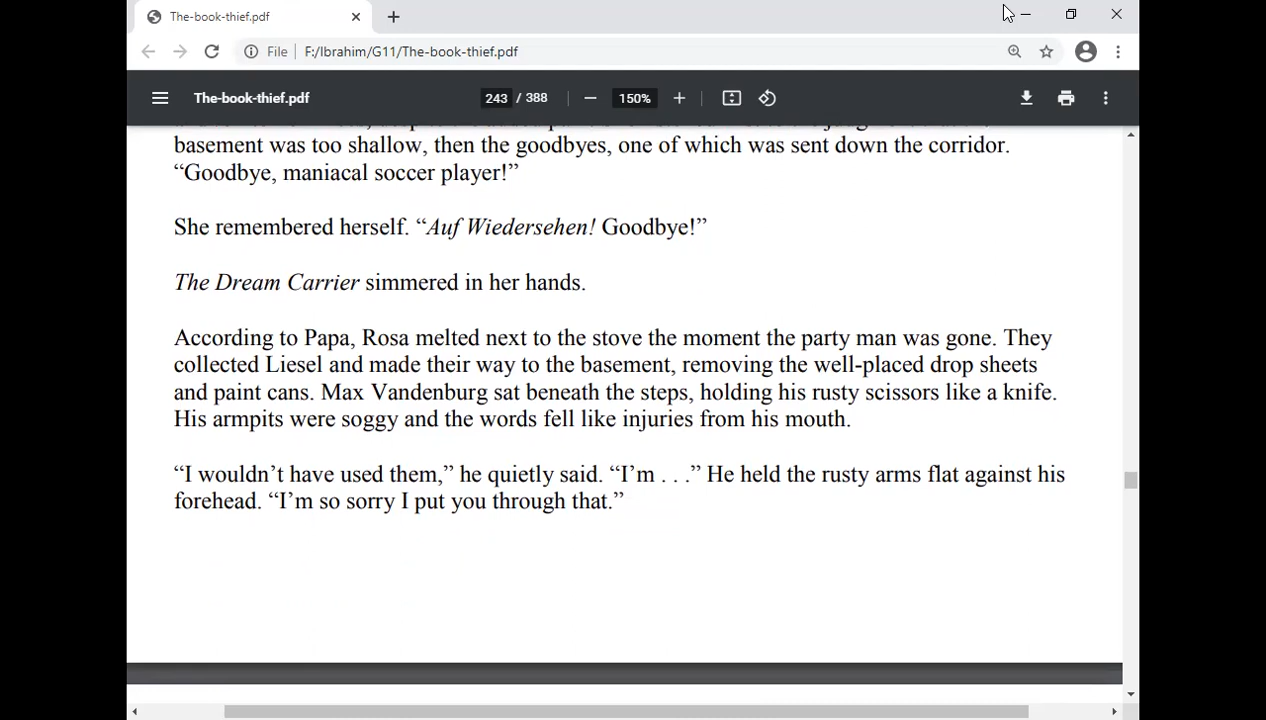 The-book-thief.pdf
File F:/Ibrahim/G11/The-book-thief.pdf
The-book-thief.pdf 243 / 388 150%
basement was too shallow, then the goodbyes, one of which was sent down the corridor.
“Goodbye, maniacal soccer player!”
She remembered herself. “Auf Wiedersehen! Goodbye!”
The Dream Carrier simmered in her hands.
According to Papa, Rosa melted next to the stove the moment the party man was gone. They
collected Liesel and made their way to the basement, removing the well-placed drop sheets
and paint cans. Max Vandenburg sat beneath the steps, holding his rusty scissors like a knife.
His armpits were soggy and the words fell like injuries from his mouth.
“I wouldn’t have used them,” he quietly said. “I’m . . .” He held the rusty arms flat against his
forehead. “I’m so sorry I put you through that.”